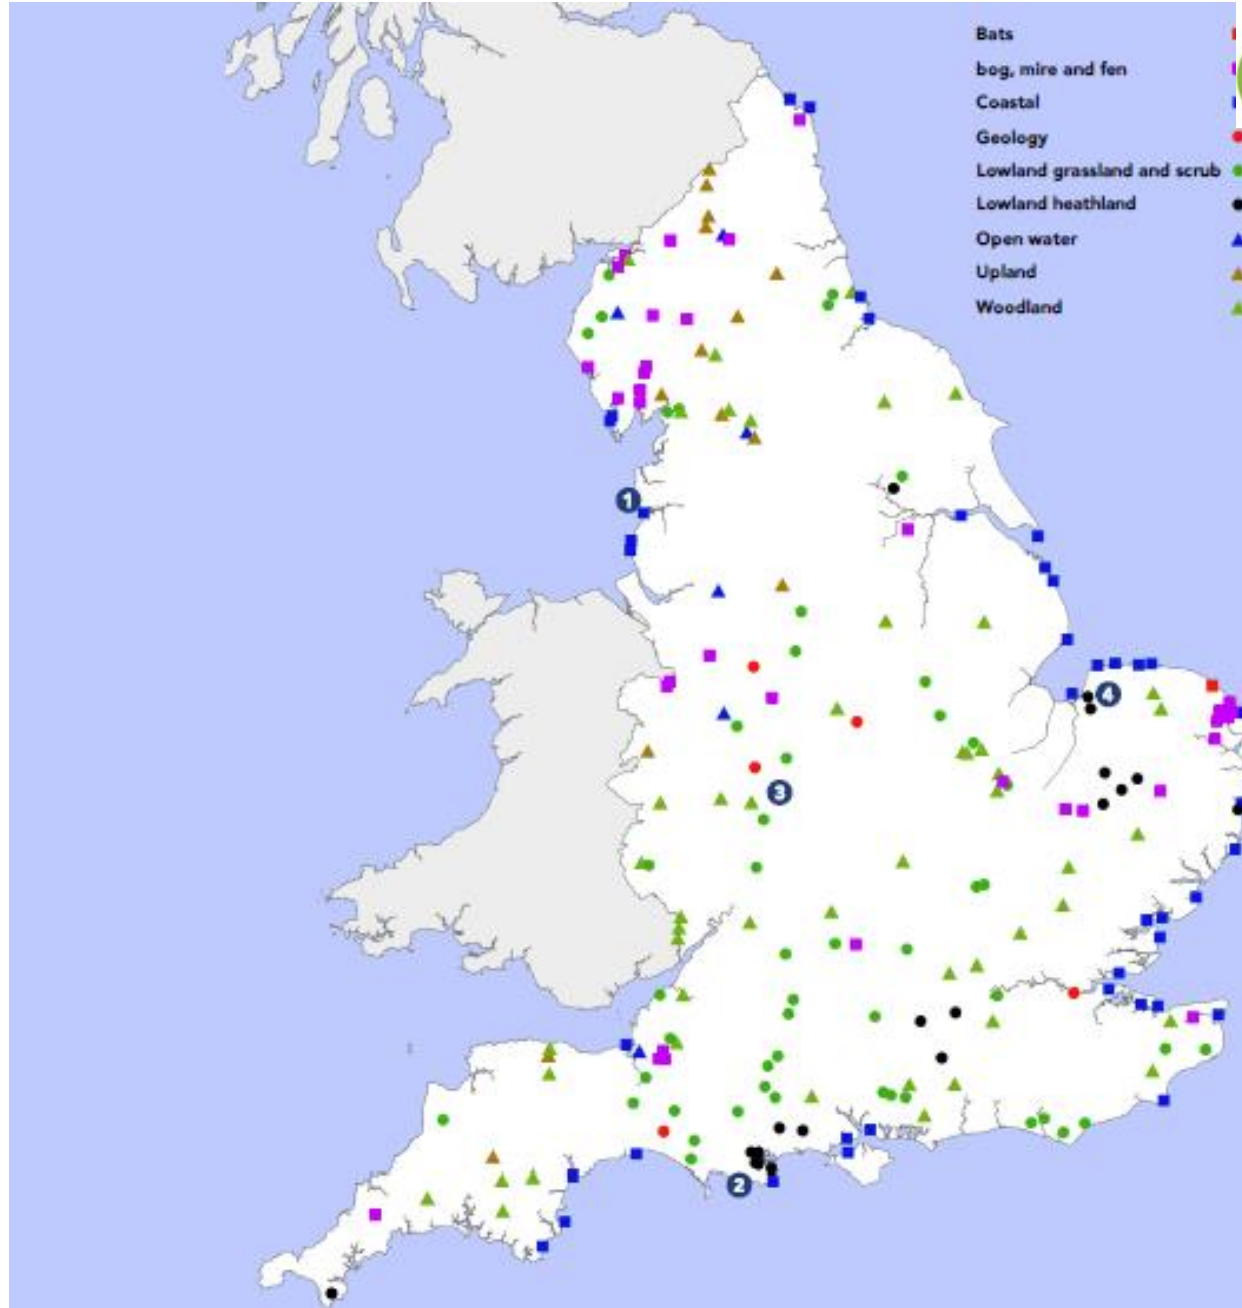 Bats
bog, mire and fen
Coastal
Geology
Lowland grassland and scrub
Lowland heathland
Open water
Upland
Woodland
1
4
3
2